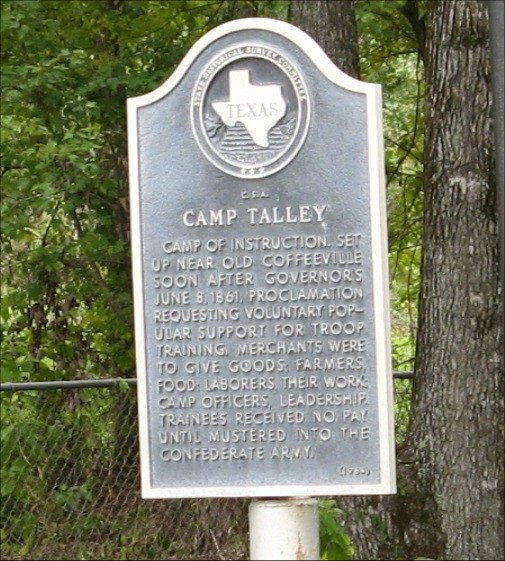 STATE HISTORICAL SURVEY COMMITTEE
TEXAS
C.S.A.
CAMP TALLEY
CAMP OF INSTRUCTION. SET
UP NEAR OLD COFFEEVILLE
SOON AFTER GOVERNOR'S
JUNE 8, 1861, PROCLAMATION
REQUESTING VOLUNTARY POP-
ULAR SUPPORT FOR TROOP
TRAINING. MERCHANTS WERE
TO GIVE GOODS; FARMERS,
FOOD; LABORERS, THEIR WORK;
CAMP OFFICERS, LEADERSHIP.
TRAINEES RECEIVED NO PAY
UNTIL MUSTERED INTO THE
CONFEDERATE ARMY.
(1964)